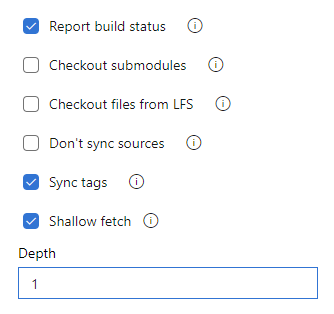 Report build status
Checkout submodules
Checkout files from LFS
Don't sync sources
Sync tags
Shallow fetch
Depth
1